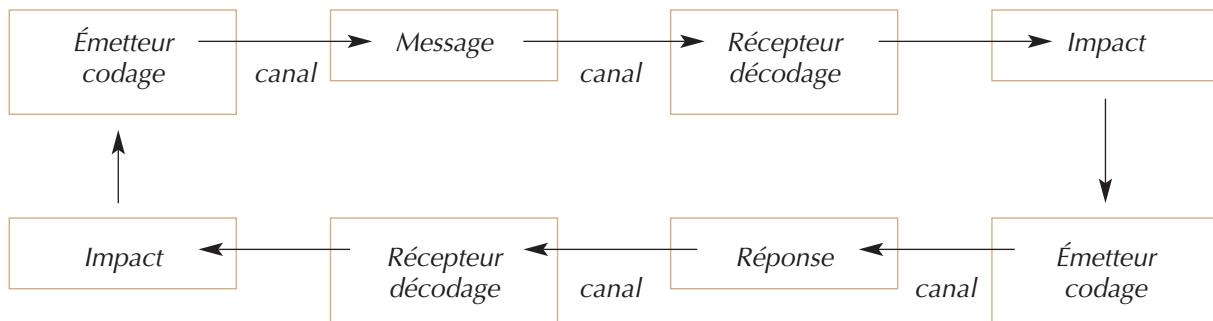 Émetteur
codage
canal
Message
canal
Récepteur
décodage
Impact
Impact
Récepteur
décodage
canal
Réponse
canal
Émetteur
codage